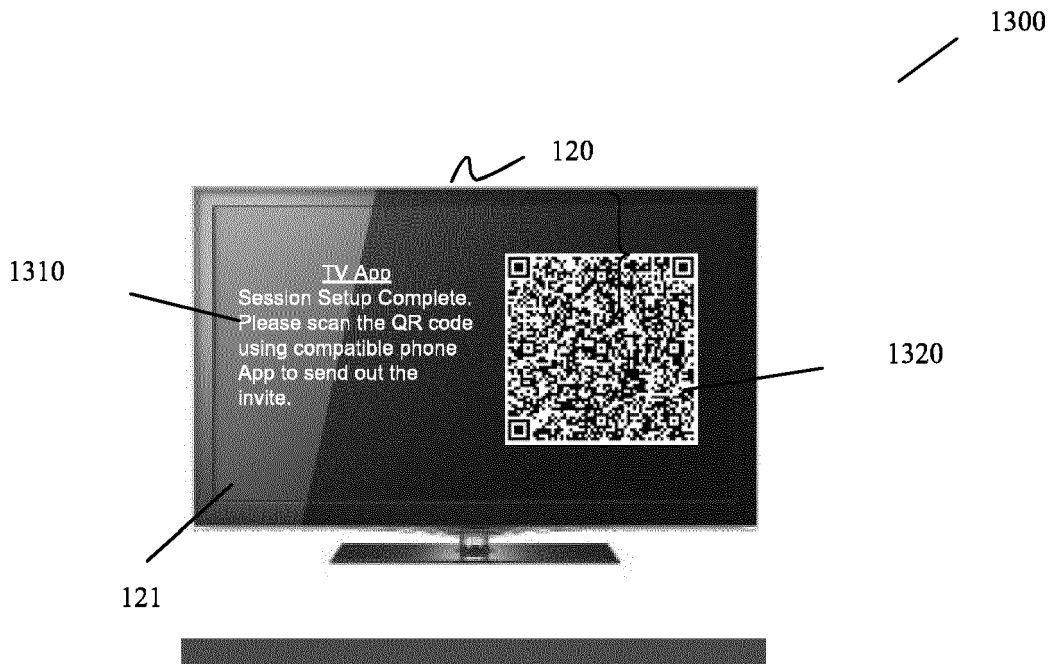 1300
120
1310
TV App
Session Setup Complete.
Please scan the QR code
using compatible phone
App to send out the
invite.
1320
121